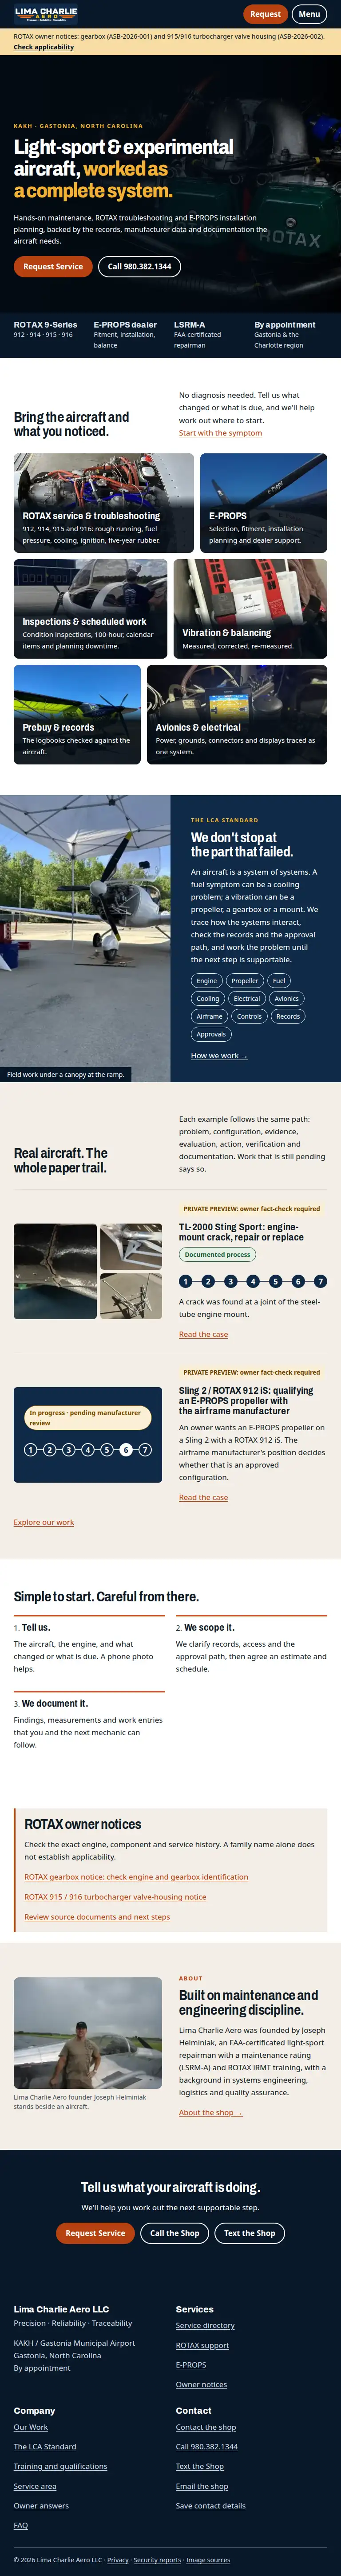 LIMA CHARLIE
AERO
Request
Menu
ROTAX owner notices: gearbox (ASB-2026-001) and 915/916 turbocharger valve housing (ASB-2026-002).
Check applicability
KAKH · GASTONIA, NORTH CAROLINA
Light-sport & experimental
aircraft, worked as
a complete system.
Hands-on maintenance, ROTAX troubleshooting and E-PROPS installation
planning, backed by the records, manufacturer data and documentation the
aircraft needs.
ROTAX
Request Service
Call 980.382.1344
ROTAX 9-Series
912 · 914 · 915 · 916
E-PROPS dealer
Fitment, installation,
balance
LSRM-A
FAA-certificated
repairman
By appointment
Gastonia & the
Charlotte region
Bring the aircraft and
what you noticed.
No diagnosis needed. Tell us what
changed or what is due, and we'll help
work out where to start.
Start with the symptom
ROTAX service & troubleshooting
912, 914, 915 and 916: rough running, fuel
pressure, cooling, ignition, five-year rubber.
E-PROPS
Selection, fitment, installation
planning and dealer support.
Inspections & scheduled work
Condition inspections, 100-hour, calendar
items and planning downtime.
Vibration & balancing
Measured, corrected, re-measured.
Prebuy & records
The logbooks checked against the
aircraft.
Avionics & electrical
Power, grounds, connectors and displays traced as
one system.
THE LCA STANDARD
We don't stop at
the part that failed.
An aircraft is a system of systems. A
fuel symptom can be a cooling
problem; a vibration can be a
propeller, a gearbox or a mount. We
trace how the systems interact,
check the records and the approval
path, and work the problem until
the next step is supportable.
Engine
Propeller
Fuel
Cooling
Electrical
Avionics
Airframe
Controls
Records
Approvals
How we work →
Field work under a canopy at the ramp.
Real aircraft. The
whole paper trail.
Each example follows the same path:
problem, configuration, evidence,
evaluation, action, verification and
documentation. Work that is still pending
says so.
PRIVATE PREVIEW: owner fact-check required
TL-2000 Sting Sport: engine-
mount crack, repair or replace
Documented process
1 2 3 4 5 6 7
A crack was found at a joint of the steel-
tube engine mount.
Read the case
In progress · pending manufacturer
review
1 2 3 4 5 6 7
PRIVATE PREVIEW: owner fact-check required
Sling 2 / ROTAX 912 iS: qualifying
an E-PROPS propeller with
the airframe manufacturer
An owner wants an E-PROPS propeller on
a Sling 2 with a ROTAX 912 iS. The
airframe manufacturer's position decides
whether that is an approved
configuration.
Read the case
Explore our work
Simple to start. Careful from there.
1. Tell us.
The aircraft, the engine, and what
changed or what is due. A phone photo
helps.
2. We scope it.
We clarify records, access and the
approval path, then agree an estimate and
schedule.
3. We document it.
Findings, measurements and work entries
that you and the next mechanic can
follow.
ROTAX owner notices
Check the exact engine, component and service history. A family name alone does
not establish applicability.
ROTAX gearbox notice: check engine and gearbox identification
ROTAX 915 / 916 turbocharger valve-housing notice
Review source documents and next steps
Lima Charlie Aero founder Joseph Helminiak
stands beside an aircraft.
ABOUT
Built on maintenance and
engineering discipline.
Lima Charlie Aero was founded by Joseph
Helminiak, an FAA-certificated light-sport
repairman with a maintenance rating
(LSRM-A) and ROTAX iRMT training, with a
background in systems engineering,
logistics and quality assurance.
About the shop →
Tell us what your aircraft is doing.
We'll help you work out the next supportable step.
Request Service
Call the Shop
Text the Shop
Lima Charlie Aero LLC
Precision · Reliability · Traceability
KAKH / Gastonia Municipal Airport
Gastonia, North Carolina
By appointment
Services
Service directory
ROTAX support
E-PROPS
Owner notices
Company
Our Work
The LCA Standard
Training and qualifications
Service area
Owner answers
FAQ
Contact
Contact the shop
Call 980.382.1344
Text the Shop
Email the shop
Save contact details
© 2026 Lima Charlie Aero LLC · Privacy · Security reports · Image sources